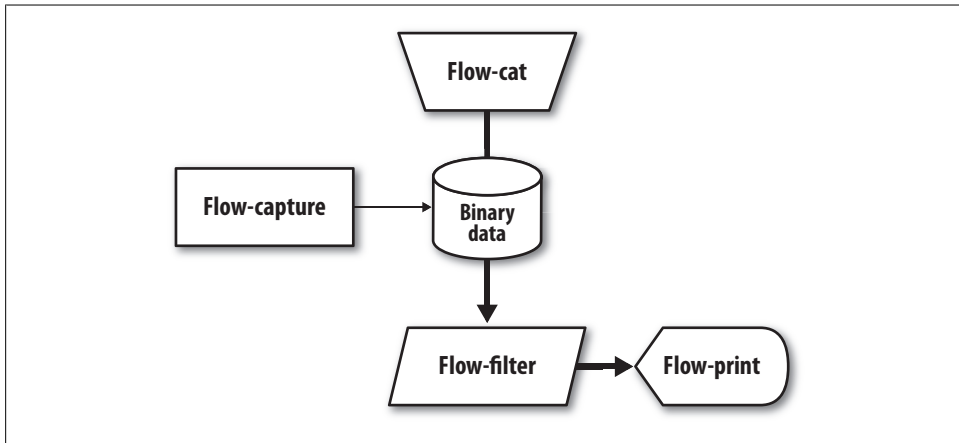 Flow-cat
Flow-capture
Binary
data
Flow-filter
Flow-print